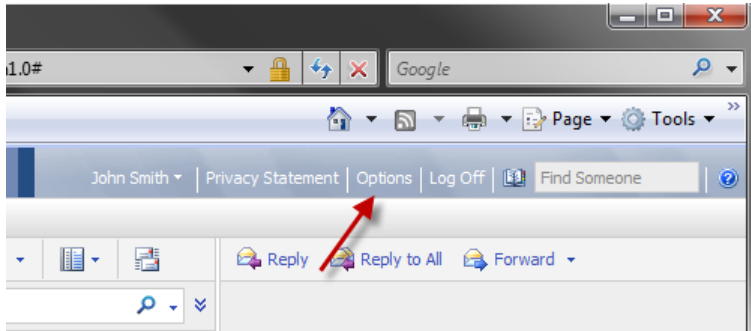 1.0#
Google
Page Tools »
John Smith | Privacy Statement | Options | Log Off | Find Someone
Reply Reply to All Forward